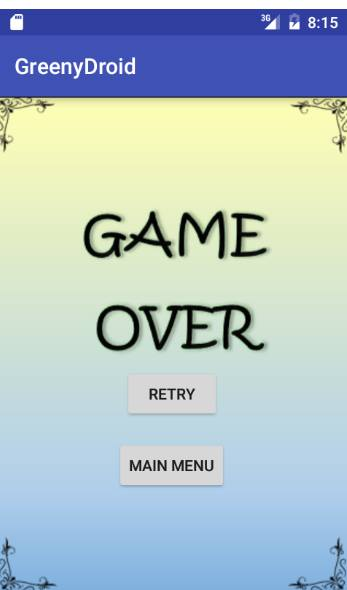 3G 8:15
GreenyDroid
GAME
OVER
RETRY
MAIN MENU